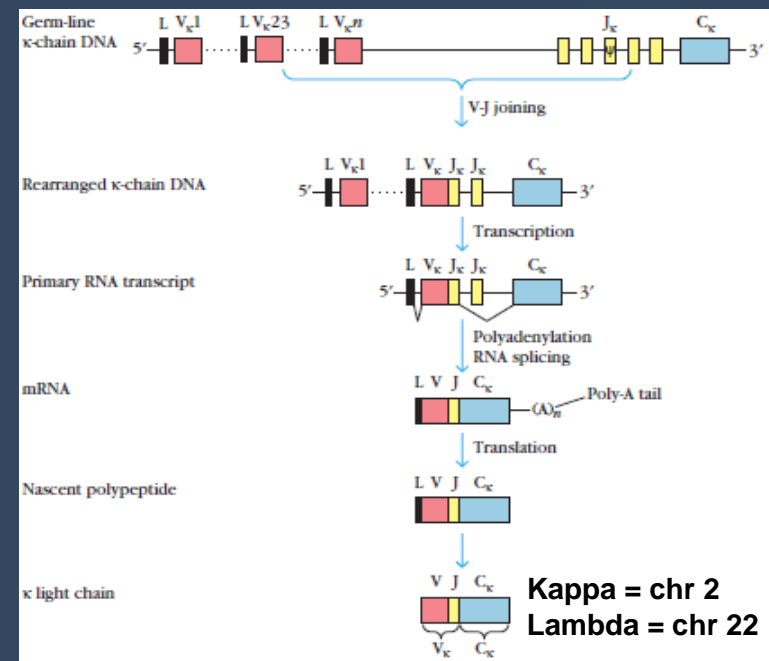 Germ-line
κ-chain DNA
L Vκ1 L Vκ23 L Vκn Jκ Cκ
5′ ψ 3′
V-J joining
L Vκ1 L Vκ Jκ Jκ Cκ
Rearranged κ-chain DNA
5′ 3′
Transcription
L Vκ Jκ Jκ Cκ
Primary RNA transcript
5′ 3′
Polyadenylation
RNA splicing
mRNA
L V J Cκ
(A)n
Poly-A tail
Translation
Nascent polypeptide
L V J Cκ
κ light chain
V J Cκ
Vκ Cκ
Kappa = chr 2
Lambda = chr 22